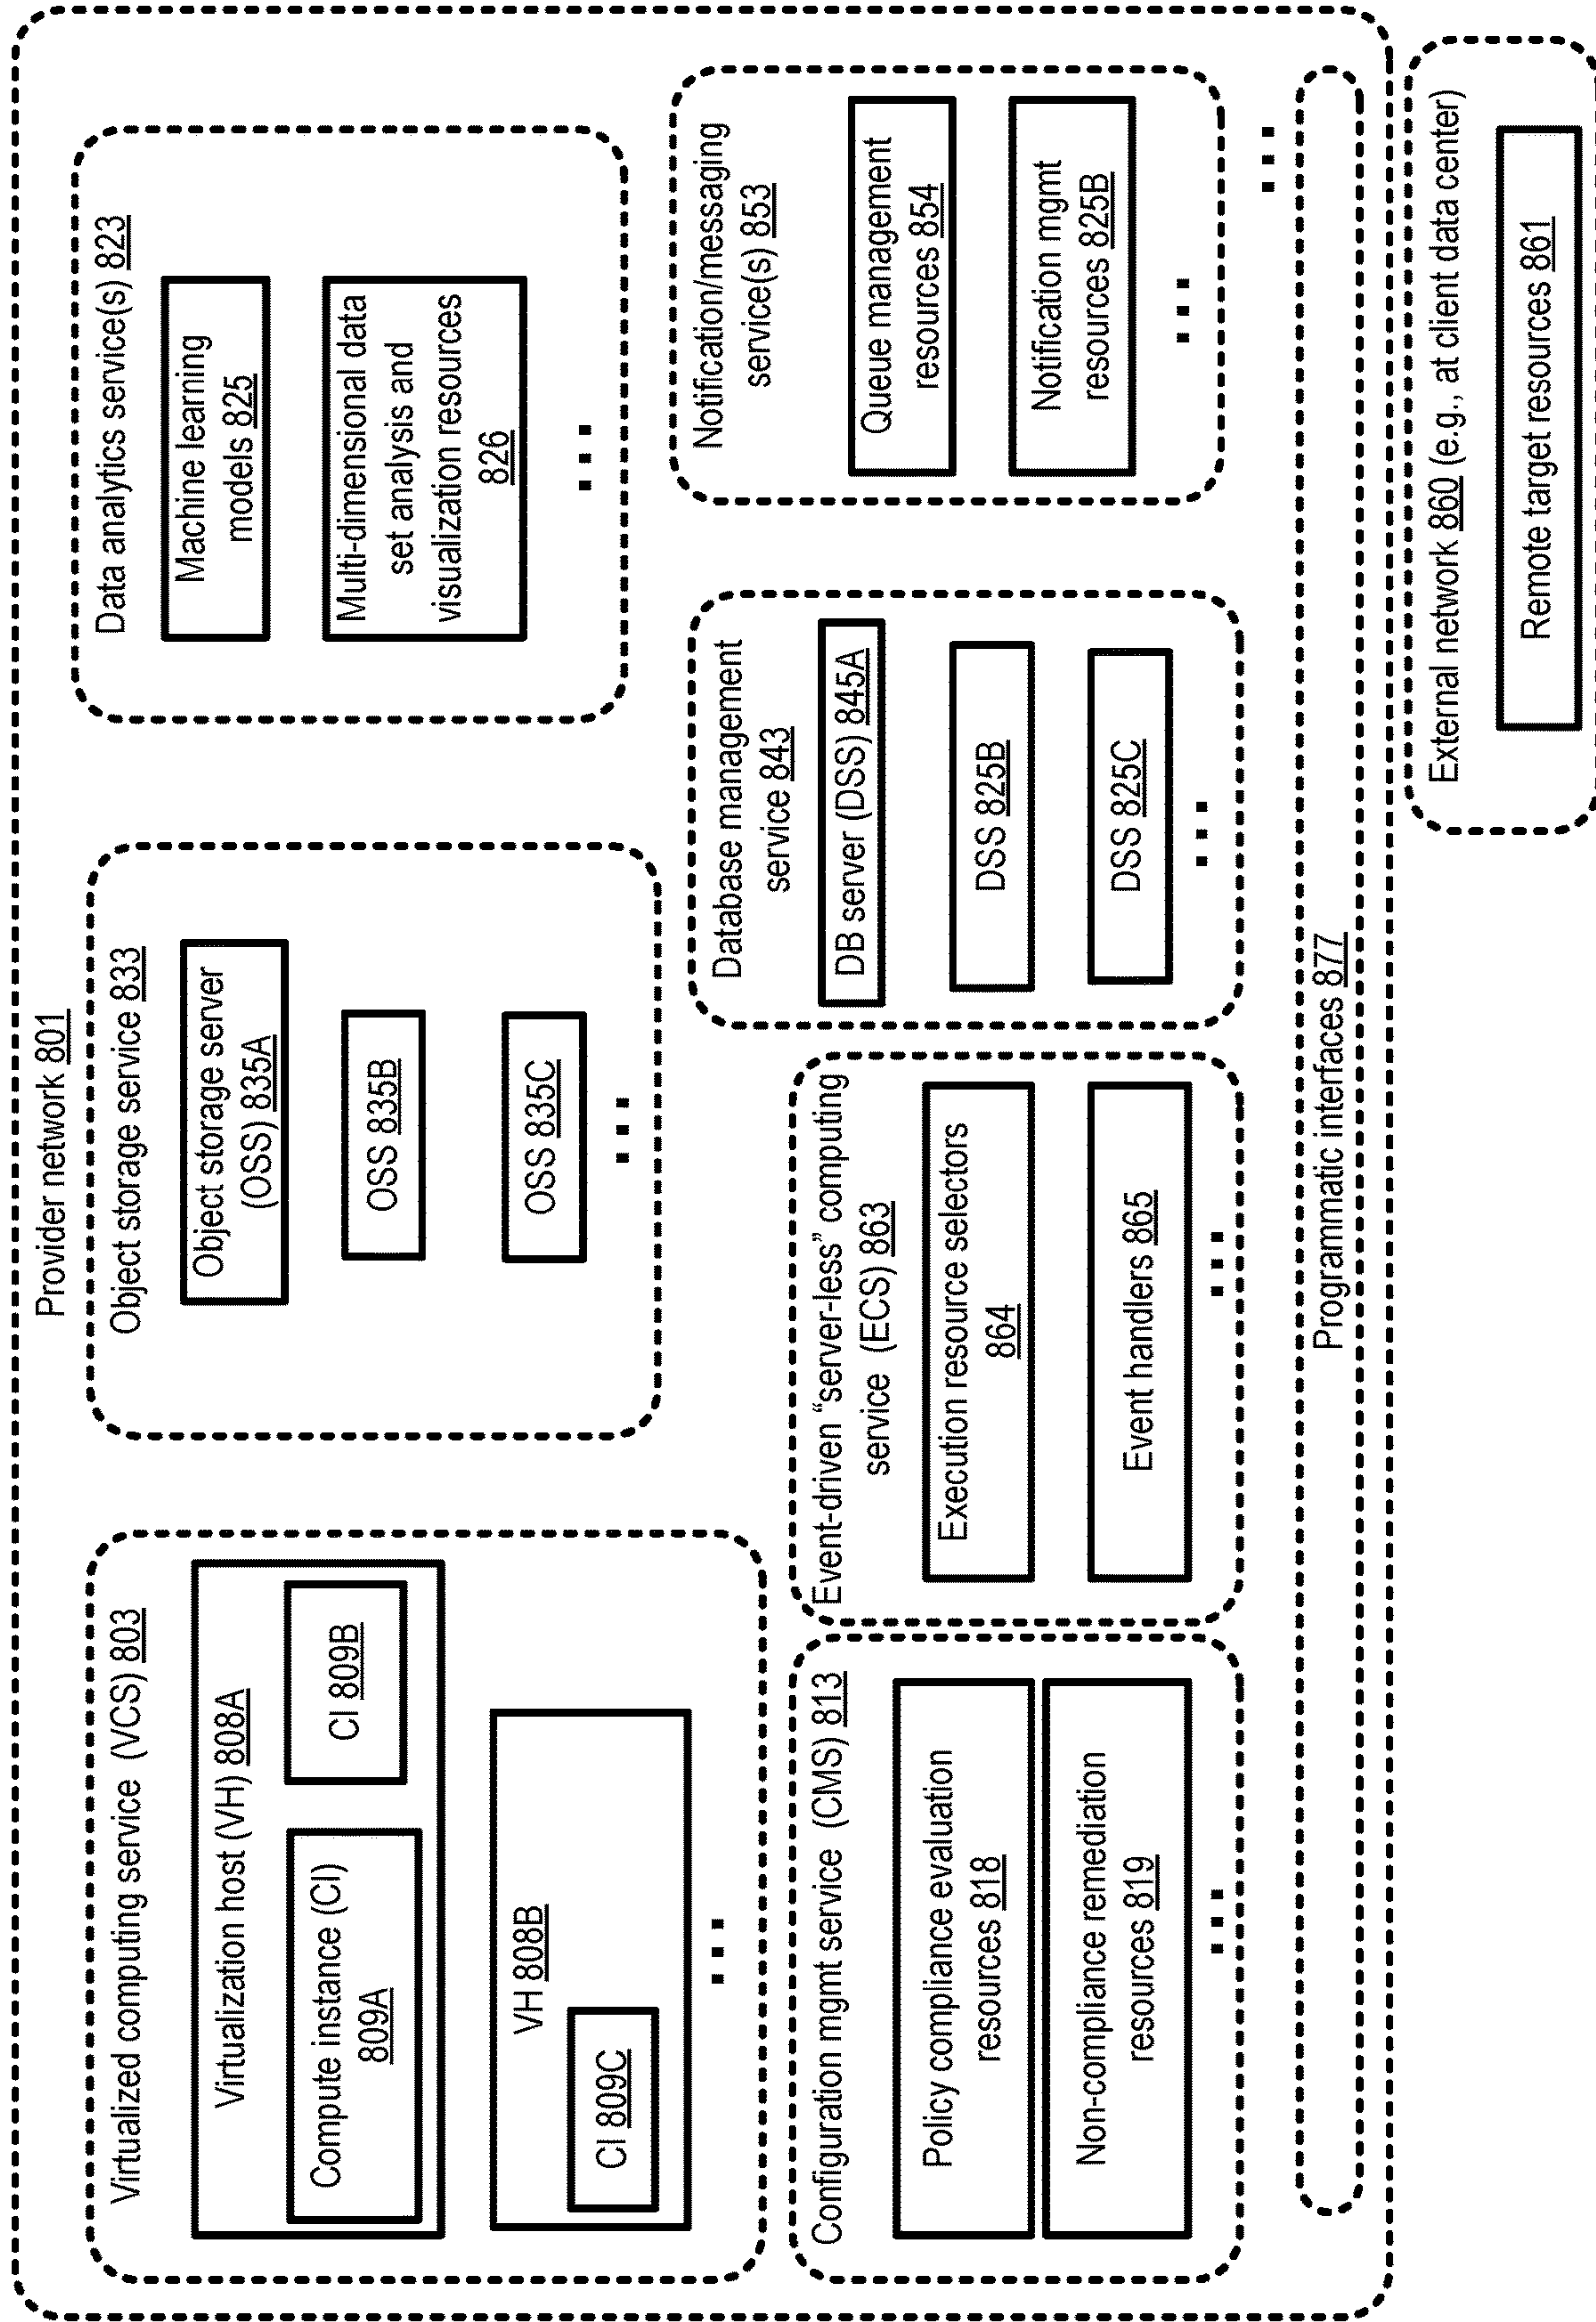 Provider network 801
Virtualized computing service (VCS) 803
Virtualization host (VH) 808A
Compute instance (CI)
809A
CI 809B
VH 808B
CI 809C
Object storage service 833
Object storage server
(OSS) 835A
OSS 835B
OSS 835C
Data analytics service(s) 823
Machine learning
models 825
Multi-dimensional data
set analysis and
visualization resources
826
Configuration mgmt service (CMS) 813
Policy compliance evaluation
resources 818
Non-compliance remediation
resources 819
Event-driven “server-less” computing
service (ECS) 863
Execution resource selectors
864
Event handlers 865
Database management
service 843
DB server (DSS) 845A
DSS 825B
DSS 825C
Notification/messaging
service(s) 853
Queue management
resources 854
Notification mgmt
resources 825B
Programmatic interfaces 877
External network 860 (e.g., at client data center)
Remote target resources 861